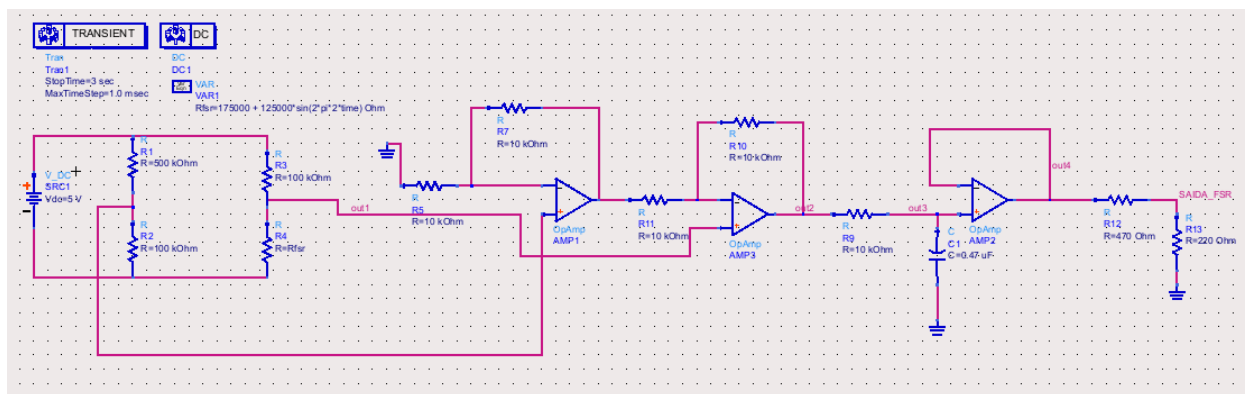 TRANSIENT
DC
Tran
Tran1
StopTime=3 sec
MaxTimeStep=1.0 msec
DC
DC1
VAR
VAR1
Rfsr=175000 + 125000*sin(2*pi*2*time) Ohm
V_DC
SRC1
Vdc=5 V
R
R1
R=500 kOhm
R
R2
R=100 kOhm
R
R3
R=100 kOhm
R
R4
R=Rfsr
out1
R
R5
R=10 kOhm
R
R7
R=10 kOhm
OpAmp
AMP1
R
R11
R=10 kOhm
R
R10
R=10 kOhm
OpAmp
AMP3
out2
R
R9
R=10 kOhm
out3
C
C1
C=0.47 uF
OpAmp
AMP2
out4
R
R12
R=470 Ohm
SAIDA_FSR
R
R13
R=220 Ohm